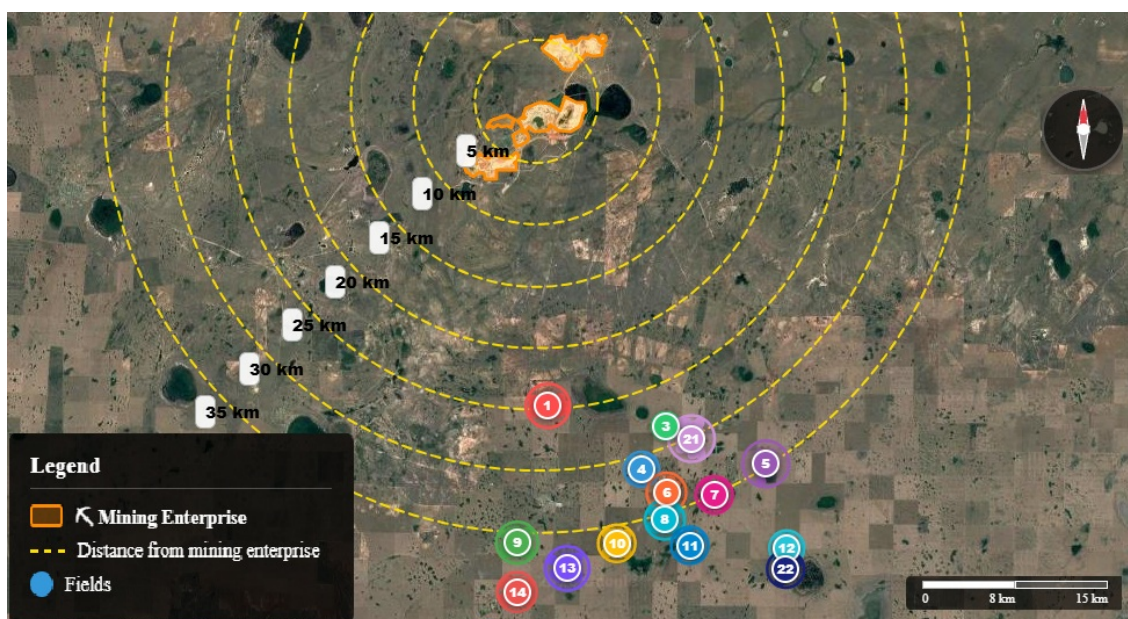 5 km
10 km
15 km
20 km
25 km
30 km
35 km
1
3
21
4
5
6
7
8
9
10
11
12
13
22
14
Legend
Mining Enterprise
Distance from mining enterprise
Fields
0 8 km 15 km